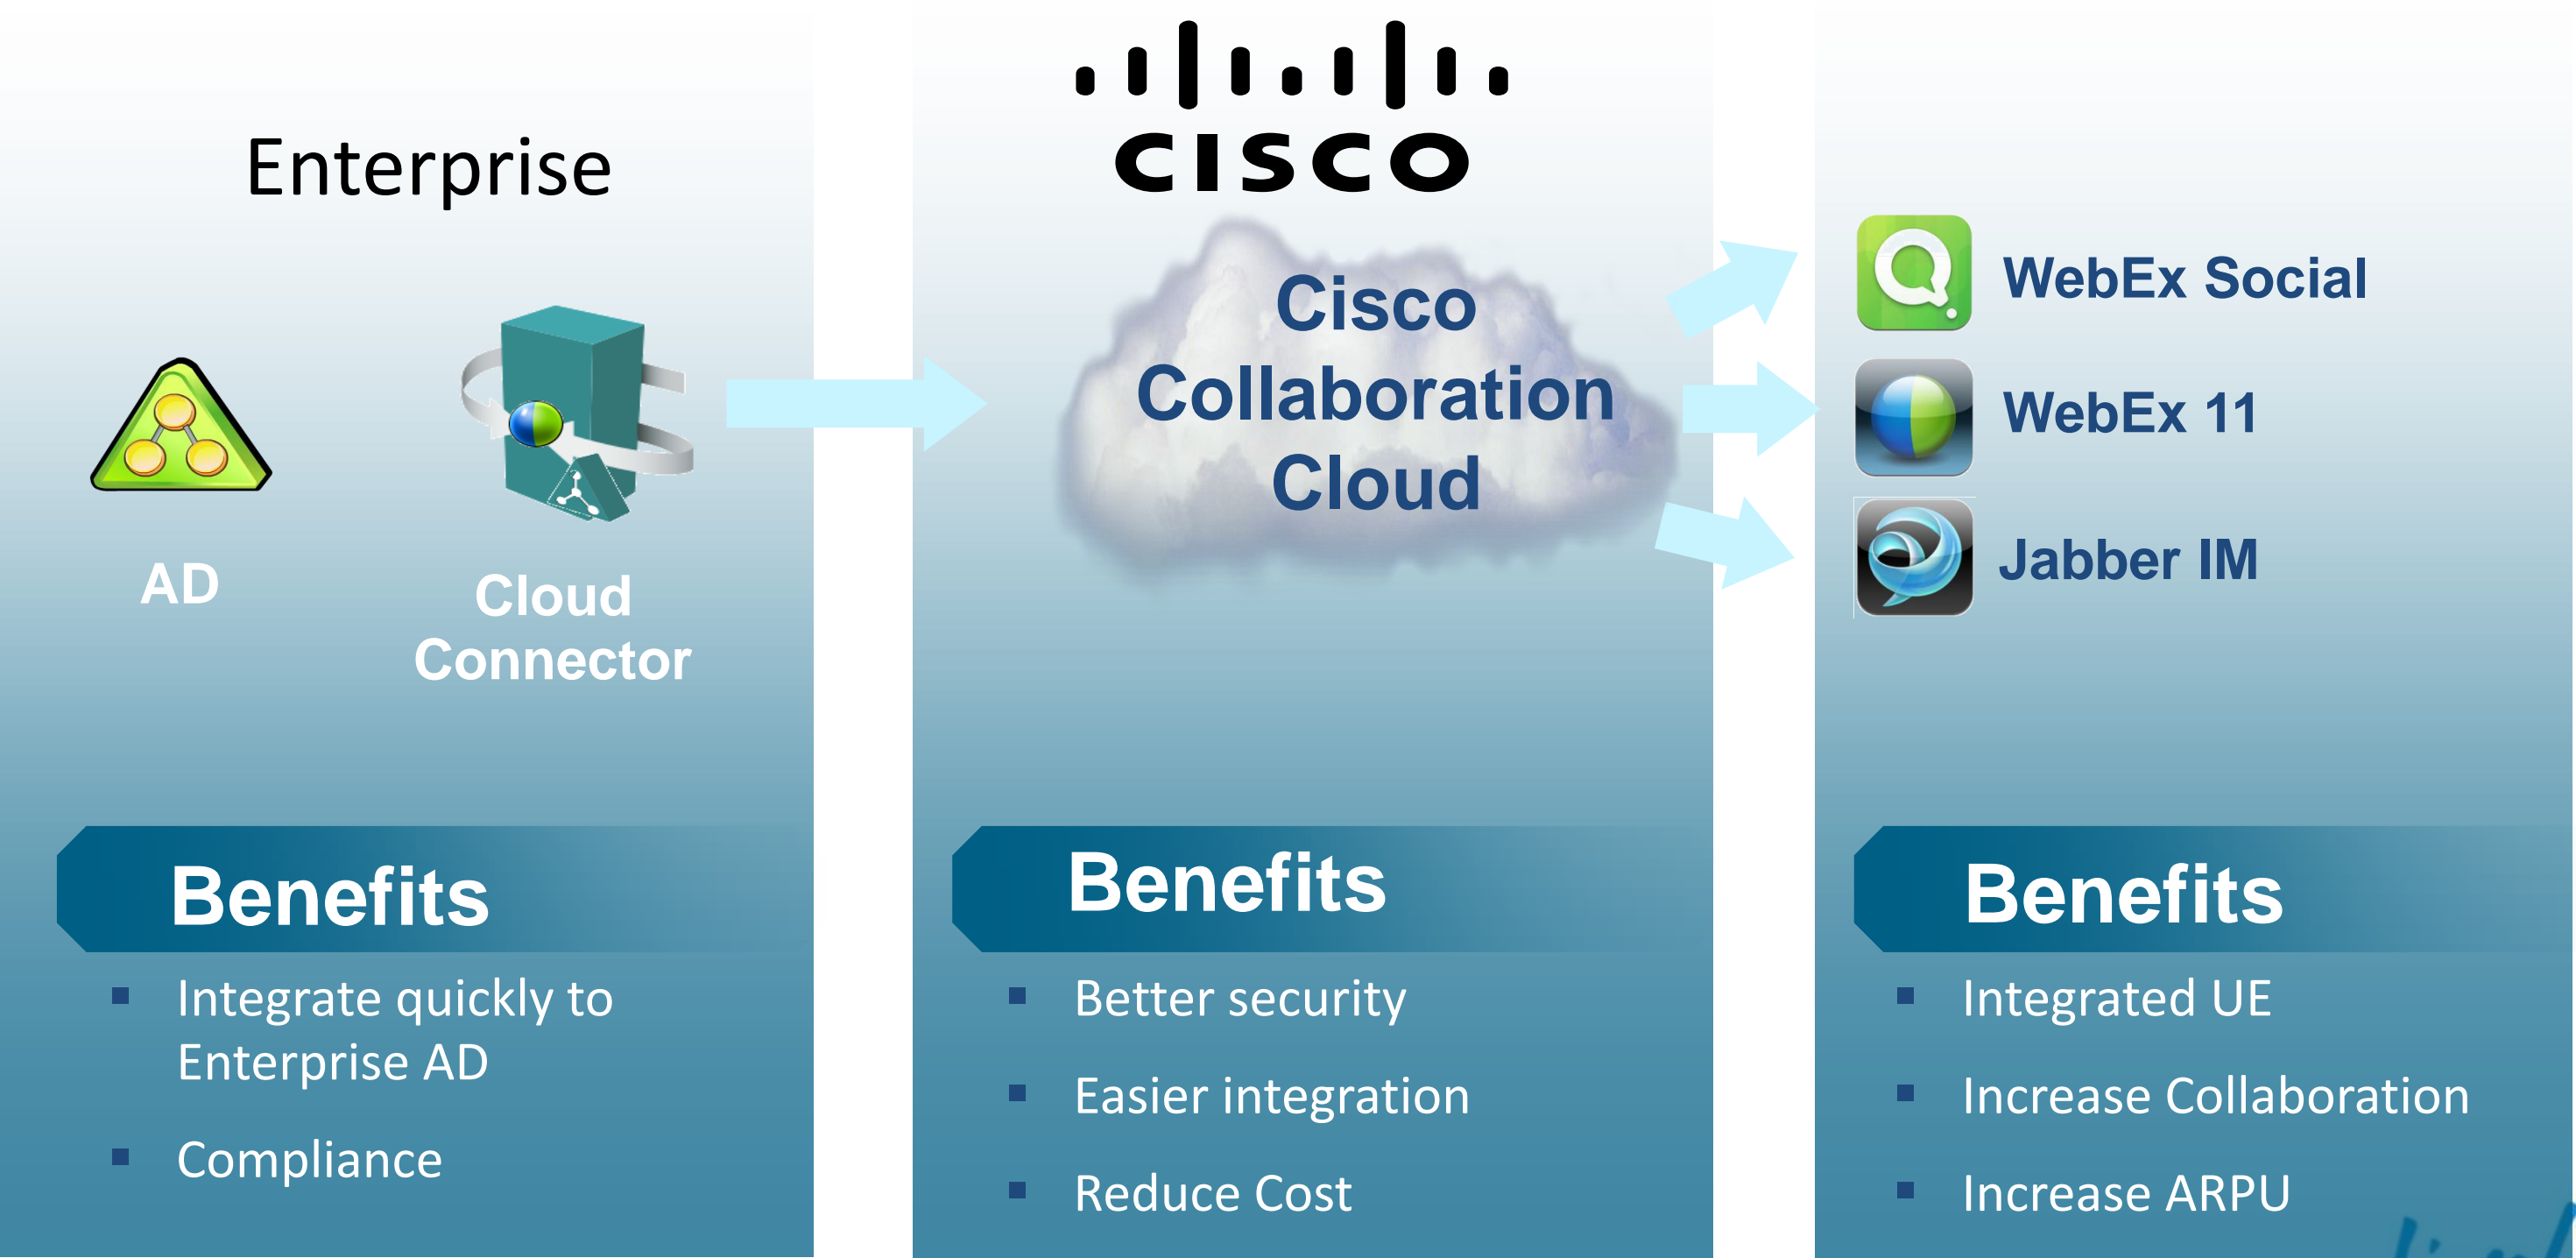 Enterprise
AD
Cloud
Connector
Benefits
Integrate quickly to
Enterprise AD
Compliance
CISCO
Cisco
Collaboration
Cloud
Benefits
Better security
Easier integration
Reduce Cost
WebEx Social
WebEx 11
Jabber IM
Benefits
Integrated UE
Increase Collaboration
Increase ARPU